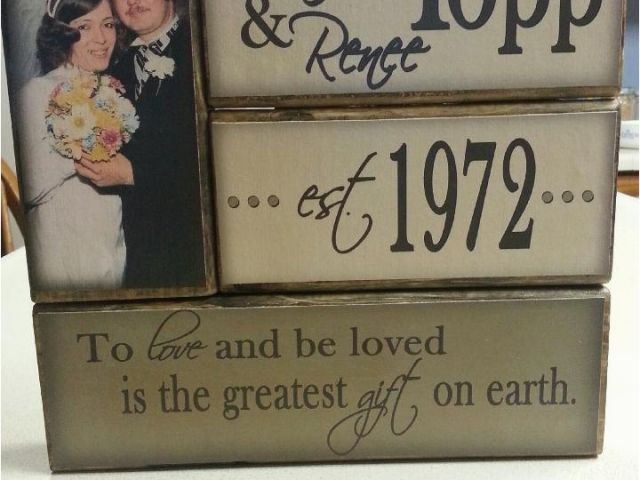 & Renee
est. 1972
To love and be loved
is the greatest gift on earth.